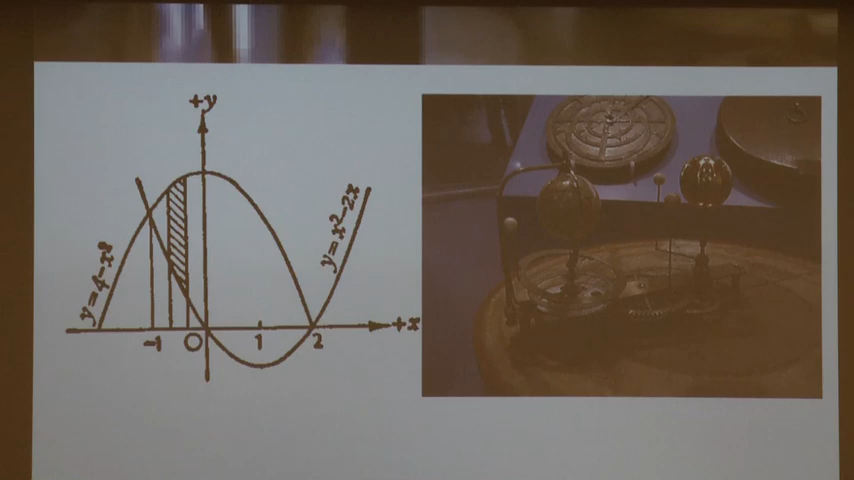 +y
y=4-x²
y=x²-2x
+x
-1
O
1
2